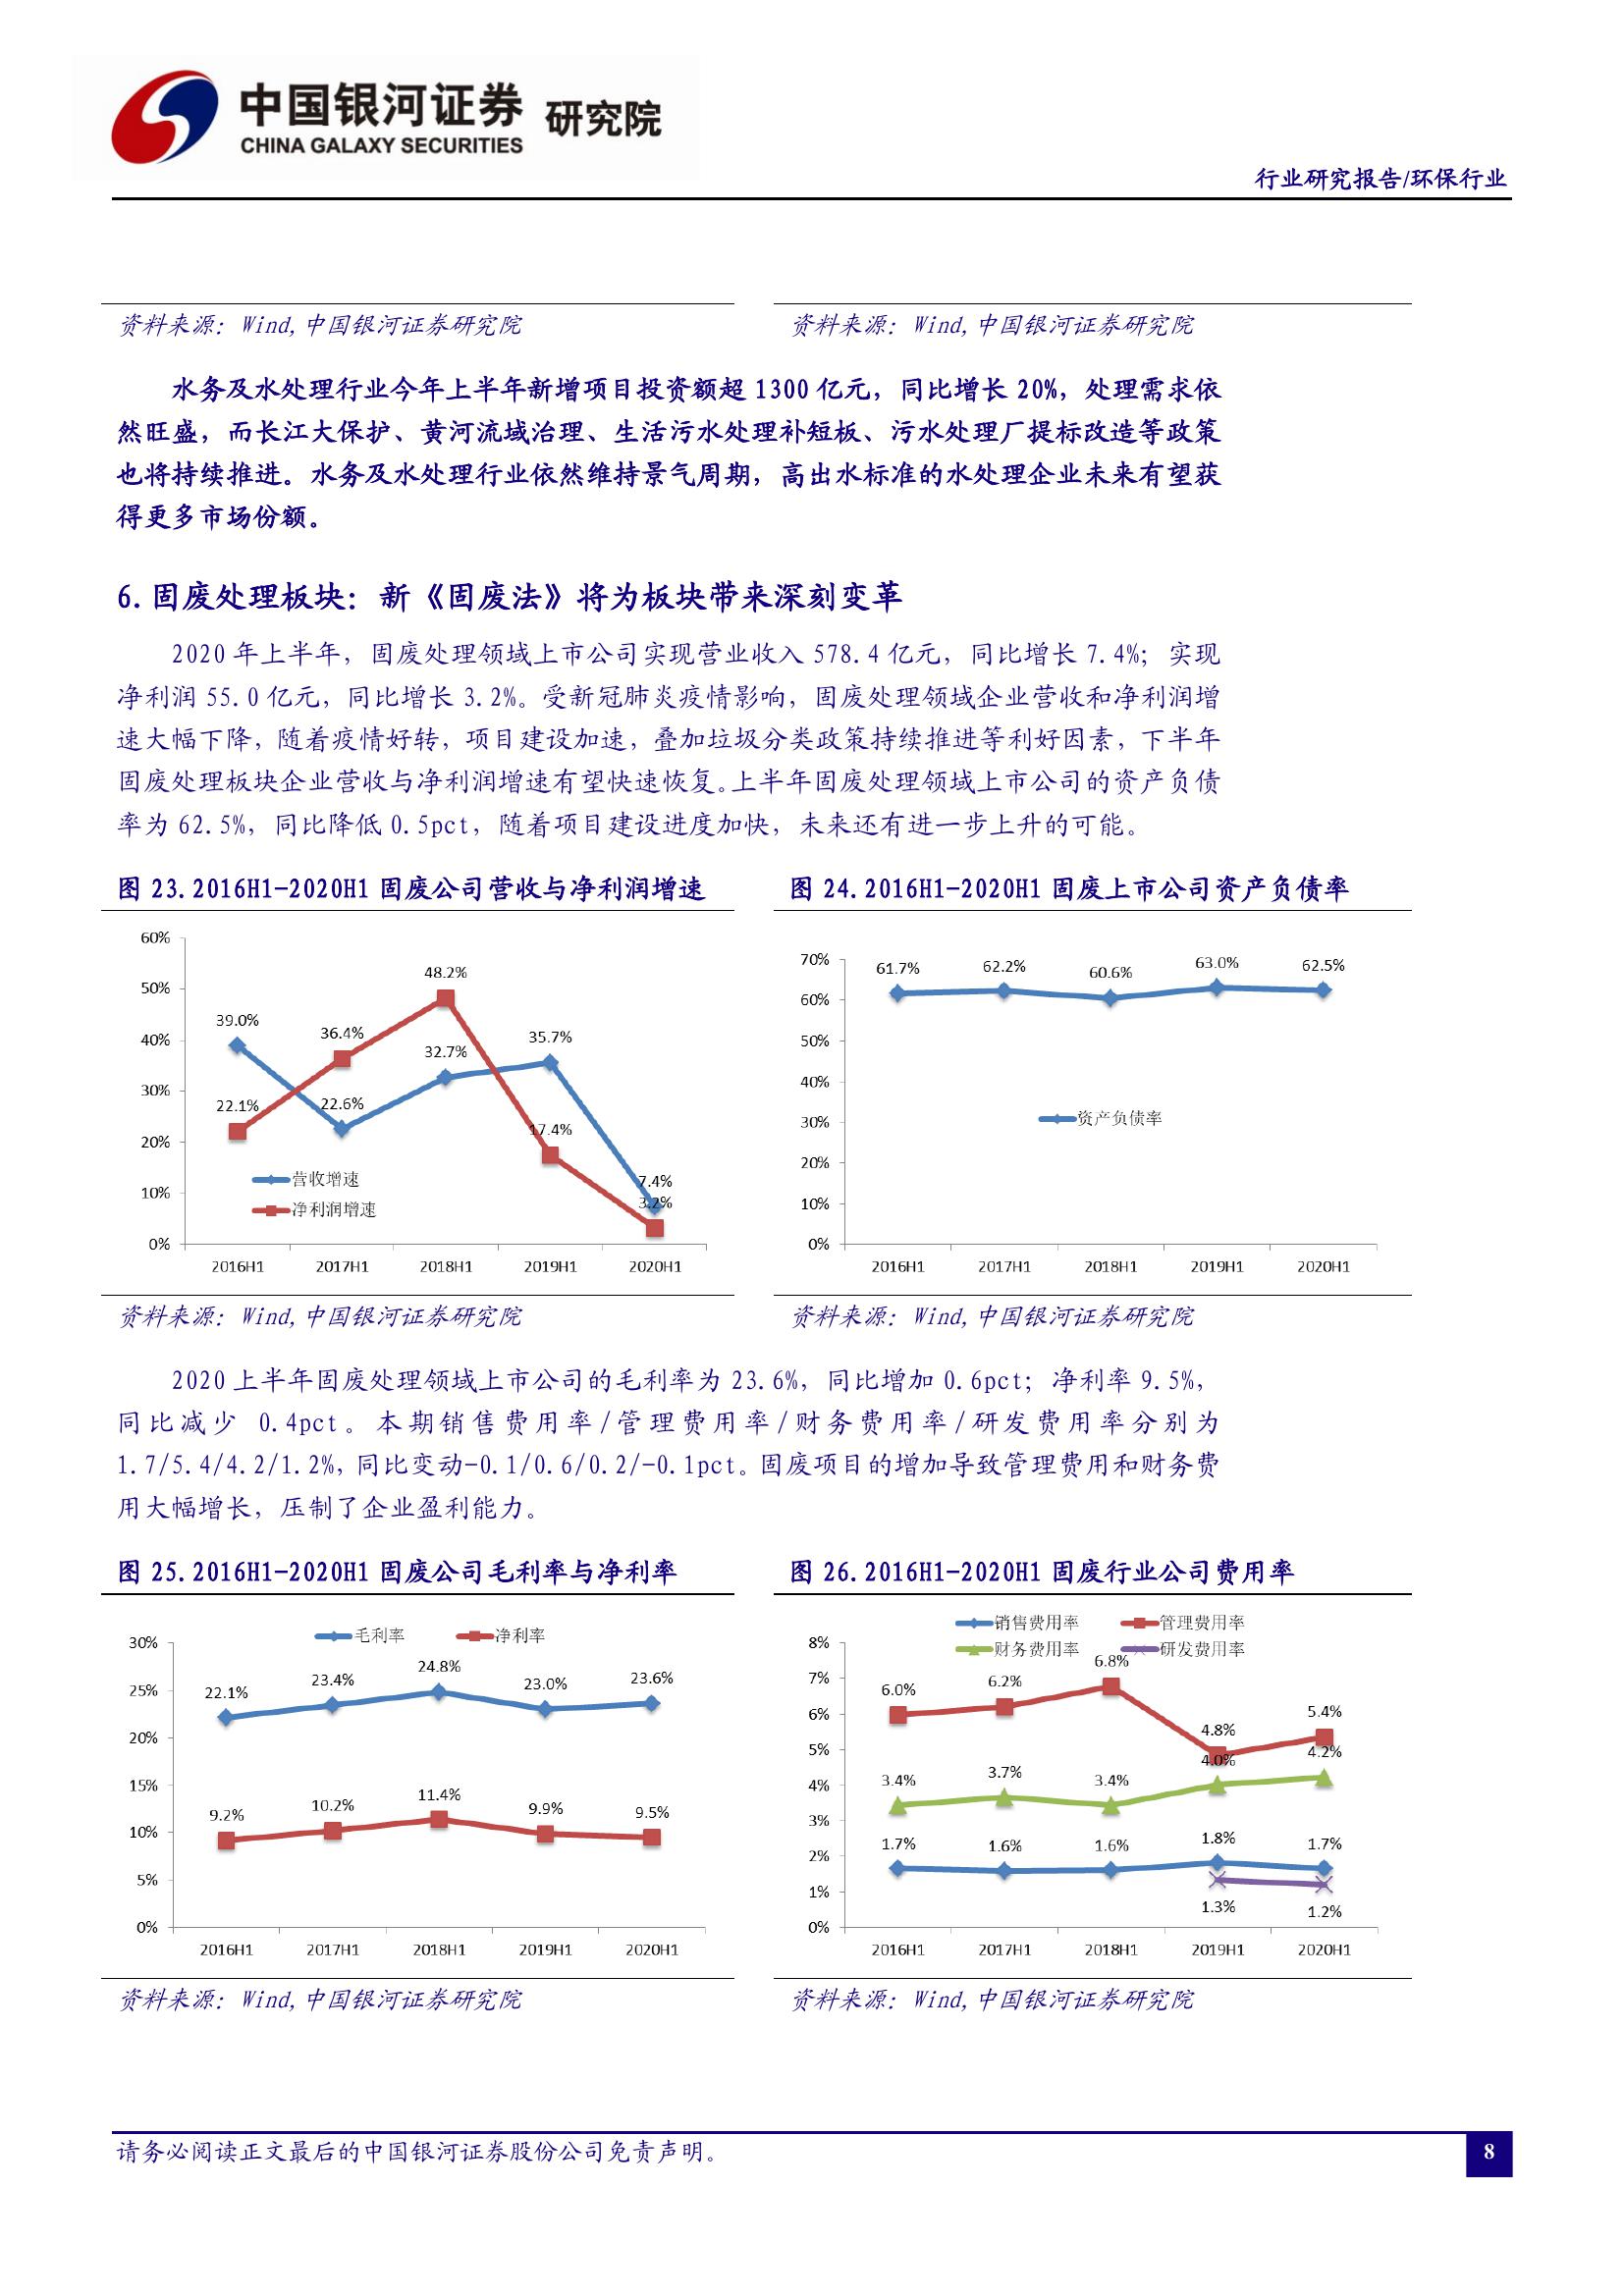 中国银河证券 研究院
CHINA GALAXY SECURITIES
行业研究报告/环保行业
资料来源：Wind,中国银河证券研究院
资料来源：Wind,中国银河证券研究院
水务及水处理行业今年上半年新增项目投资额超 1300 亿元，同比增长 20%，处理需求依
然旺盛，而长江大保护、黄河流域治理、生活污水处理补短板、污水处理厂提标改造等政策
也将持续推进。水务及水处理行业依然维持景气周期，高出水标准的水处理企业未来有望获
得更多市场份额。
6.固废处理板块：新《固废法》将为板块带来深刻变革
2020 年上半年，固废处理领域上市公司实现营业收入 578.4 亿元，同比增长 7.4%；实现
净利润 55.0 亿元，同比增长 3.2%。受新冠肺炎疫情影响，固废处理领域企业营收和净利润增
速大幅下降，随着疫情好转，项目建设加速，叠加垃圾分类政策持续推进等利好因素，下半年
固废处理板块企业营收与净利润增速有望快速恢复。上半年固废处理领域上市公司的资产负债
率为 62.5%，同比降低 0.5pct，随着项目建设进度加快，未来还有进一步上升的可能。
图 23.2016H1-2020H1 固废公司营收与净利润增速
60%
50%
40%
30%
20%
10%
0%
39.0%
22.6%
32.7%
35.7%
7.4%
22.1%
36.4%
48.2%
17.4%
3.2%
营收增速
净利润增速
2016H1 2017H1 2018H1 2019H1 2020H1
资料来源：Wind,中国银河证券研究院
图 24.2016H1-2020H1 固废上市公司资产负债率
70%
60%
50%
40%
30%
20%
10%
0%
61.7% 62.2% 60.6% 63.0% 62.5%
资产负债率
2016H1 2017H1 2018H1 2019H1 2020H1
资料来源：Wind,中国银河证券研究院
2020 上半年固废处理领域上市公司的毛利率为 23.6%，同比增加 0.6pct；净利率 9.5%，
同比减少 0.4pct。本期销售费用率/管理费用率/财务费用率/研发费用率分别为
1.7/5.4/4.2/1.2%，同比变动-0.1/0.6/0.2/-0.1pct。固废项目的增加导致管理费用和财务费
用大幅增长，压制了企业盈利能力。
图 25.2016H1-2020H1 固废公司毛利率与净利率
毛利率 净利率
30%
25%
20%
15%
10%
5%
0%
22.1% 23.4% 24.8% 23.0% 23.6%
9.2% 10.2% 11.4% 9.9% 9.5%
2016H1 2017H1 2018H1 2019H1 2020H1
资料来源：Wind,中国银河证券研究院
图 26.2016H1-2020H1 固废行业公司费用率
销售费用率 管理费用率
财务费用率 研发费用率
8%
7%
6%
5%
4%
3%
2%
1%
0%
6.0% 6.2% 6.8% 4.8% 5.4%
3.4% 3.7% 3.4% 4.0% 4.2%
1.7% 1.6% 1.6% 1.8% 1.7%
1.3% 1.2%
2016H1 2017H1 2018H1 2019H1 2020H1
资料来源：Wind,中国银河证券研究院
请务必阅读正文最后的中国银河证券股份公司免责声明。
8